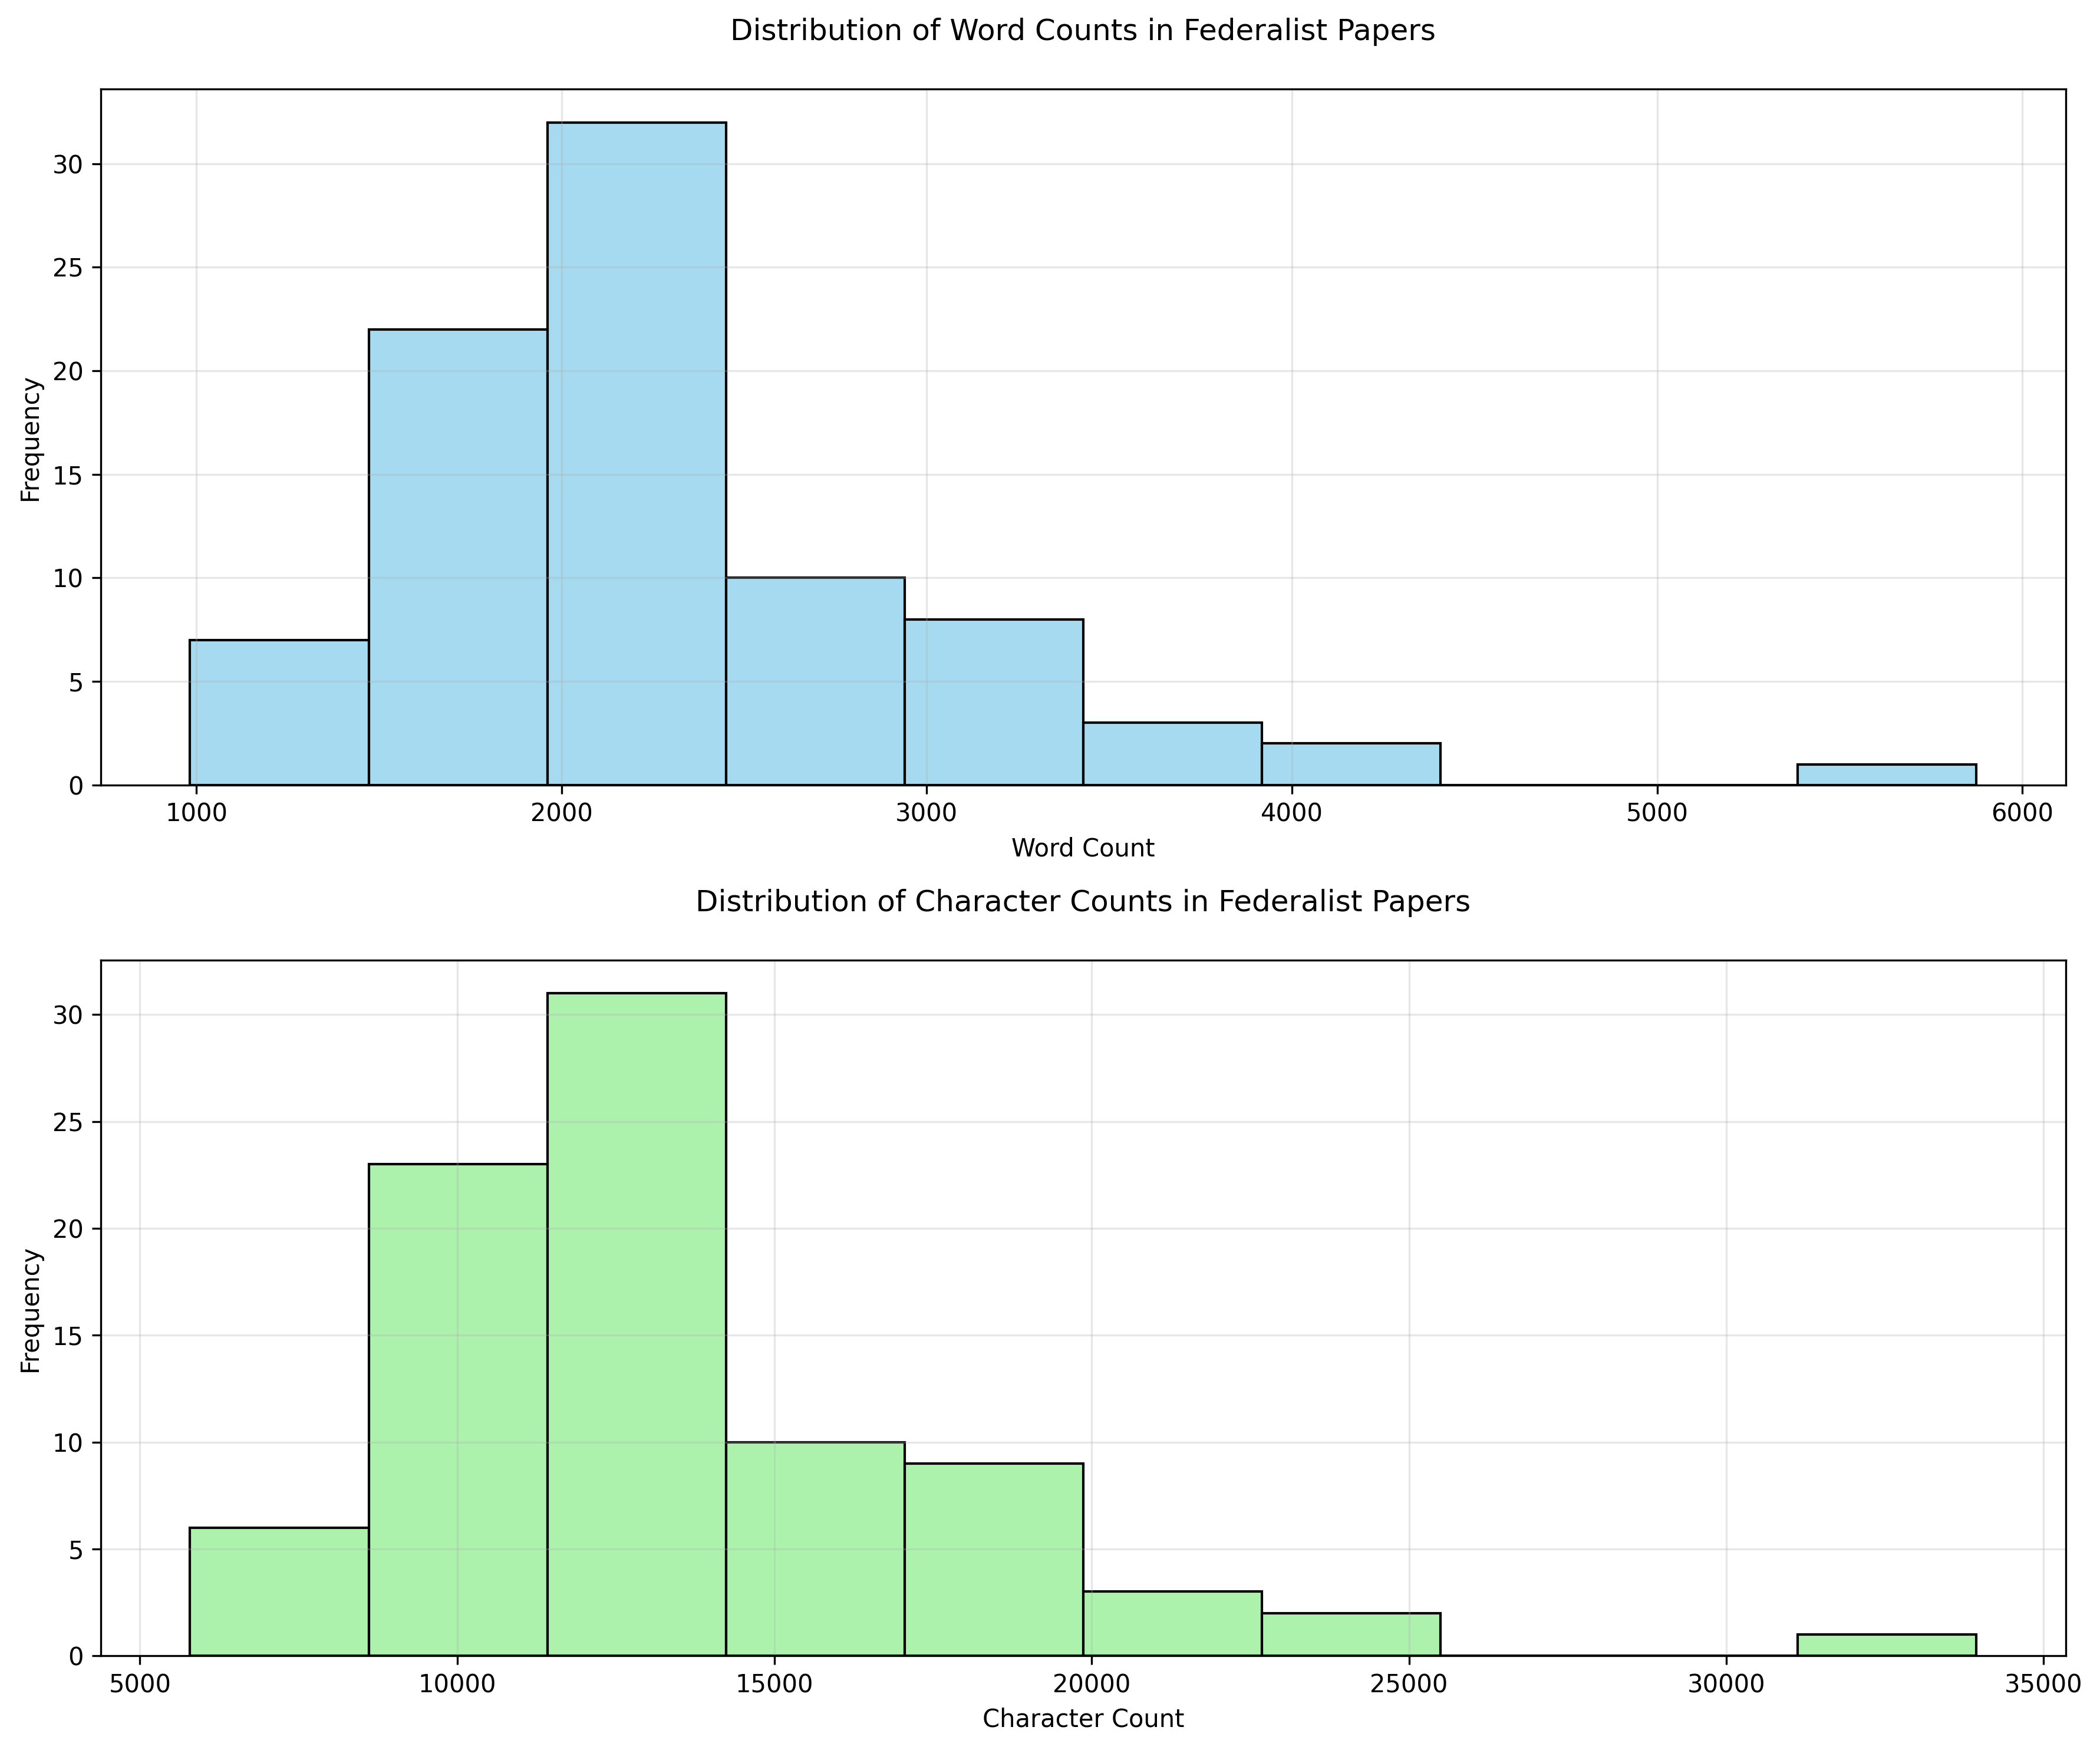 Distribution of Word Counts in Federalist Papers
30
25
20
15
10
5
0
Frequency
1000 2000 3000 4000 5000 6000
Word Count
Distribution of Character Counts in Federalist Papers
30
25
20
15
10
5
0
Frequency
5000 10000 15000 20000 25000 30000 35000
Character Count